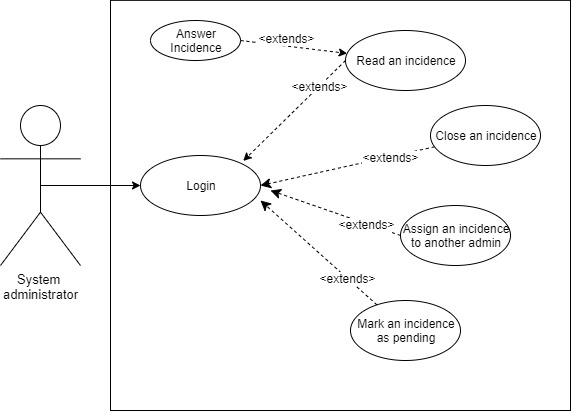 Answer
Incidence
<extends>
Read an incidence
<extends>
Close an incidence
<extends>
Login
Assign an incidence
to another admin
<extends>
System
administrator
<extends>
Mark an incidence
as pending